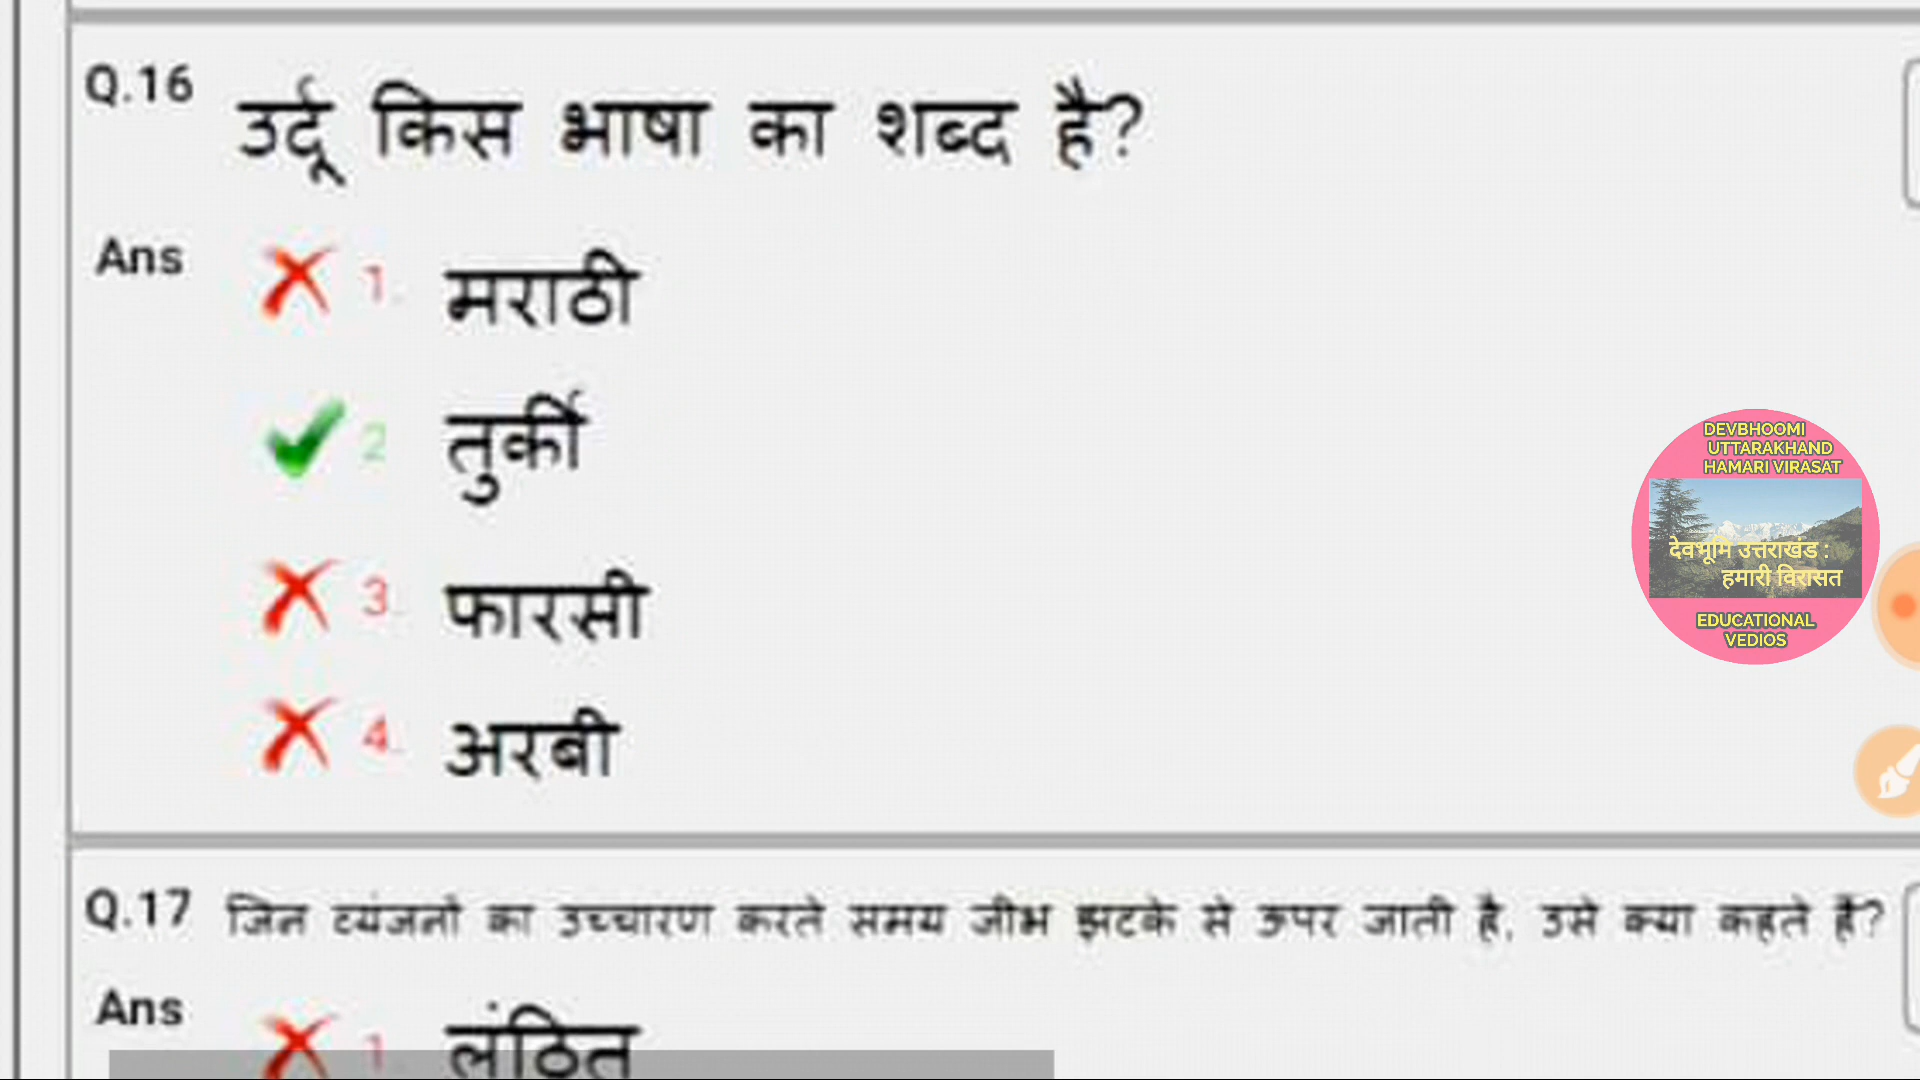 Q.16 उर्दू किस भाषा का शब्द है?
Ans 1. मराठी
2 तुर्की
3. फारसी
4. अरबी
DEVBHOOMI
UTTARAKHAND
HAMARI VIRASAT
देवभूमि उत्तराखंड :
हमारी विरासत
EDUCATIONAL
VEDIOS
Q.17 जिन व्यंजनों का उच्चारण करते समय जीभ झटके से ऊपर जाती है, उसे क्या कहते हैं?
Ans 1 लुंठित